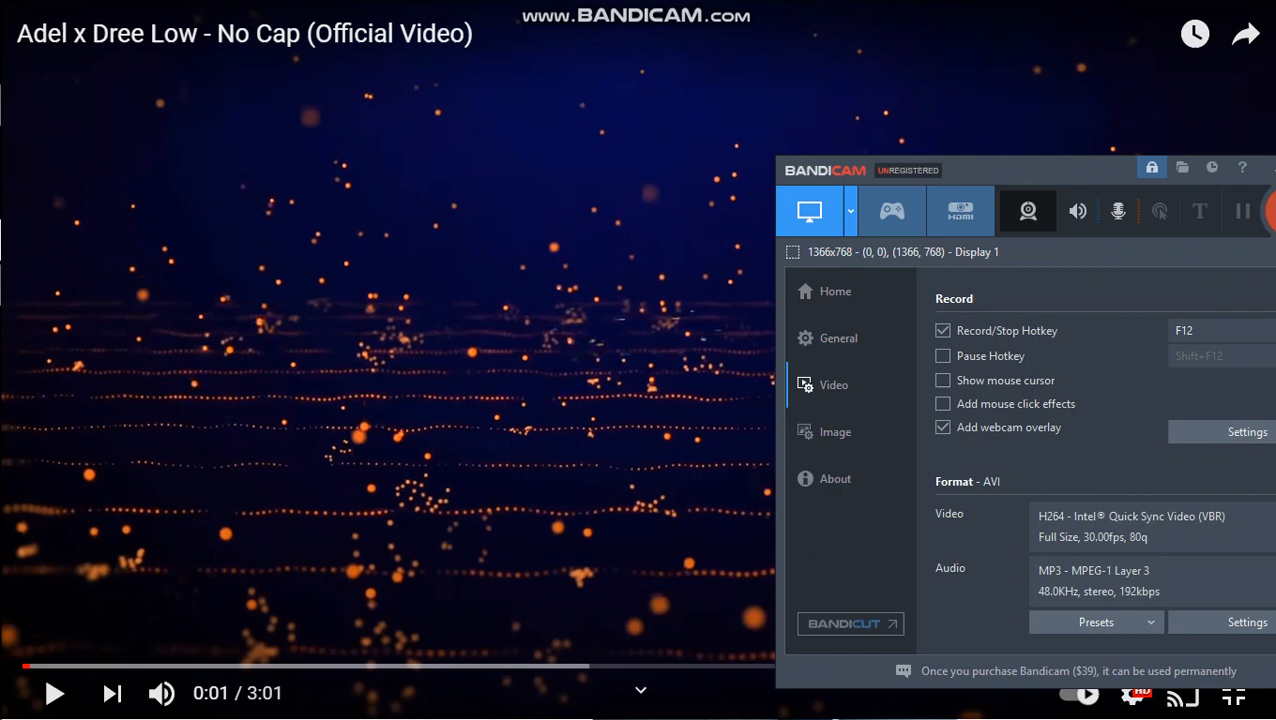 www.BANDICAM.com
Adel x Dree Low - No Cap (Official Video)
BANDICAM UNREGISTERED
?
HDMI
T
1366x768 - (0, 0), (1366, 768) - Display 1
Home
General
Video
Image
About
BANDICUT
Record
Record/Stop Hotkey F12
Pause Hotkey Shift+F12
Show mouse cursor
Add mouse click effects
Add webcam overlay
Settings
Format - AVI
Video
H264 - Intel® Quick Sync Video (VBR)
Full Size, 30.00fps, 80q
Audio
MP3 - MPEG-1 Layer 3
48.0KHz, stereo, 192kbps
Presets Settings
Once you purchase Bandicam ($39), it can be used permanently
0:01 / 3:01
HD